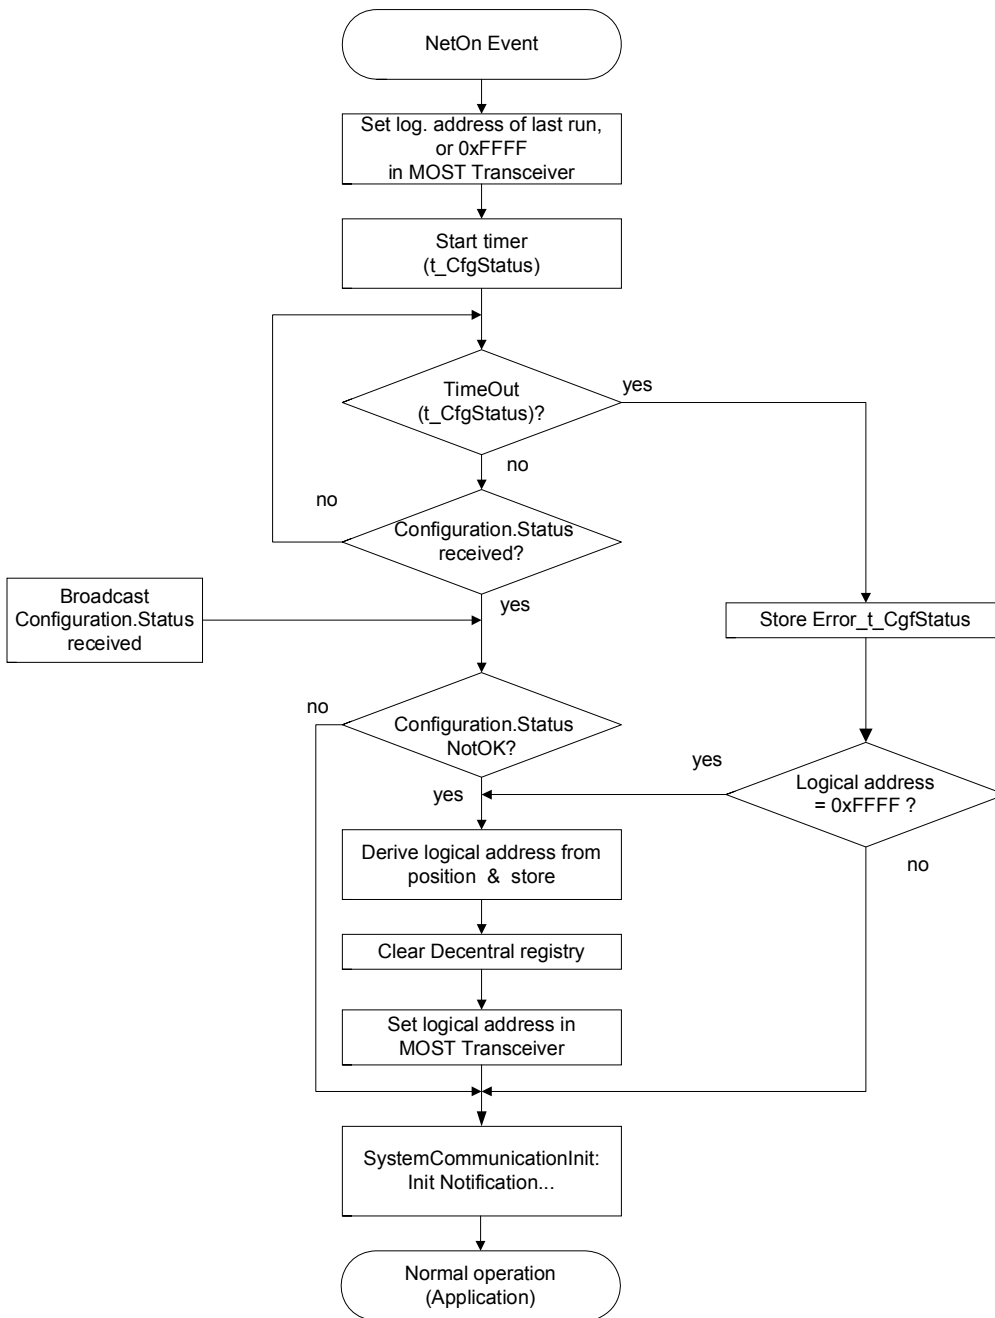 NetOn Event
Set log. address of last run,
or 0xFFFF
in MOST Transceiver
Start timer
(t_CfgStatus)
TimeOut
(t_CfgStatus)?
yes
no
Configuration.Status
received?
no
yes
Broadcast
Configuration.Status
received
Store Error_t_CgfStatus
Configuration.Status
NotOK?
no
yes
Logical address
= 0xFFFF ?
yes
no
Derive logical address from
position & store
Clear Decentral registry
Set logical address in
MOST Transceiver
SystemCommunicationInit:
Init Notification...
Normal operation
(Application)